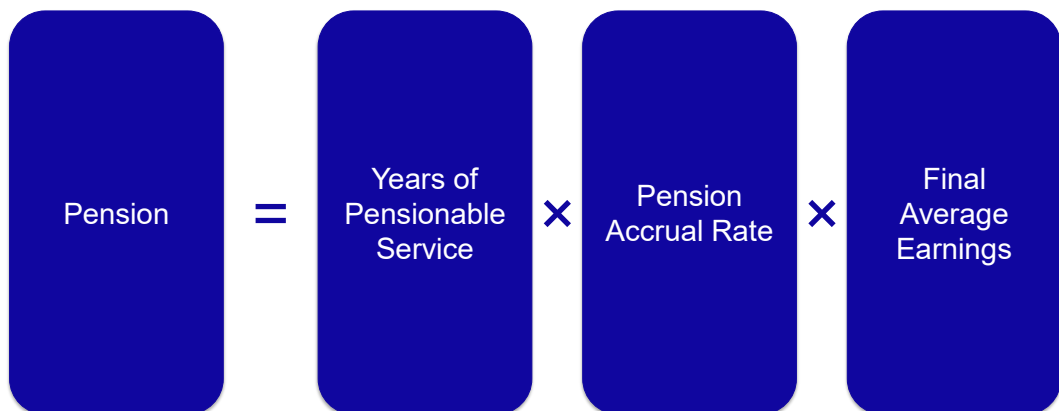 Pension
=
Years of
Pensionable
Service
×
Pension
Accrual Rate
×
Final
Average
Earnings